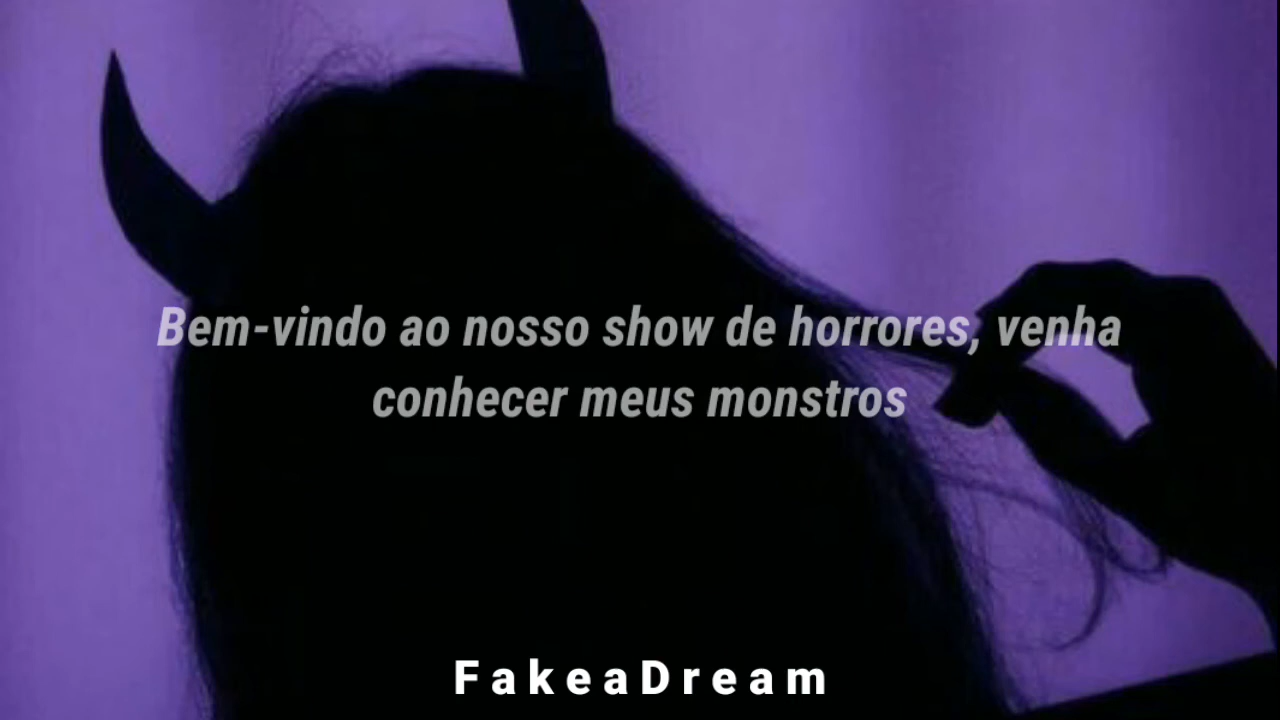 Bem-vindo ao nosso show de horrores, venha
conhecer meus monstros
FakeaDream